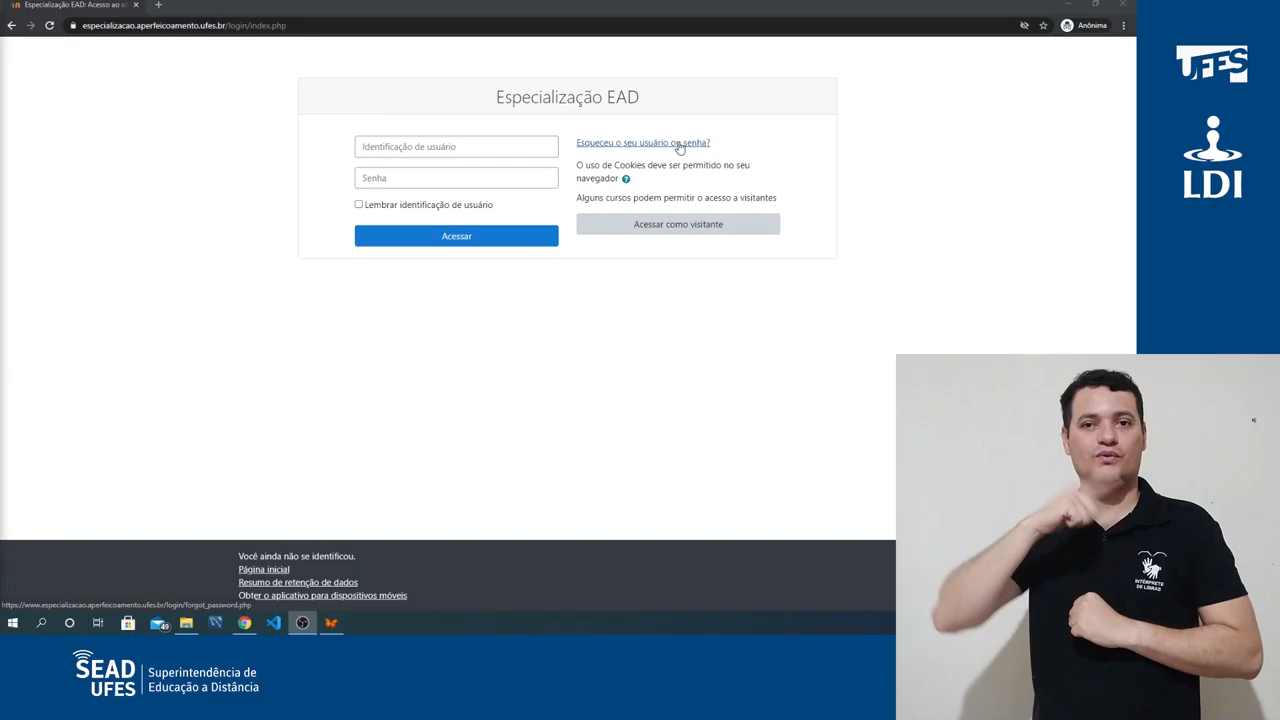 Especialização EAD: Acesso ao si
especializacao.aperfeicoamento.ufes.br/login/index.php
Anônima
Especialização EAD
Identificação de usuário
Senha
Lembrar identificação de usuário
Acessar
Esqueceu o seu usuário ou senha?
O uso de Cookies deve ser permitido no seu
navegador ?
Alguns cursos podem permitir o acesso a visitantes
Acessar como visitante
Você ainda não se identificou.
Página inicial
Resumo de retenção de dados
Obter o aplicativo para dispositivos móveis
https://www.especializacao.aperfeicoamento.ufes.br/login/forgot_password.php
49
UFES
LDI
INTÉRPRETE
DE LIBRAS
SEAD
UFES
Superintendência de
Educação a Distância